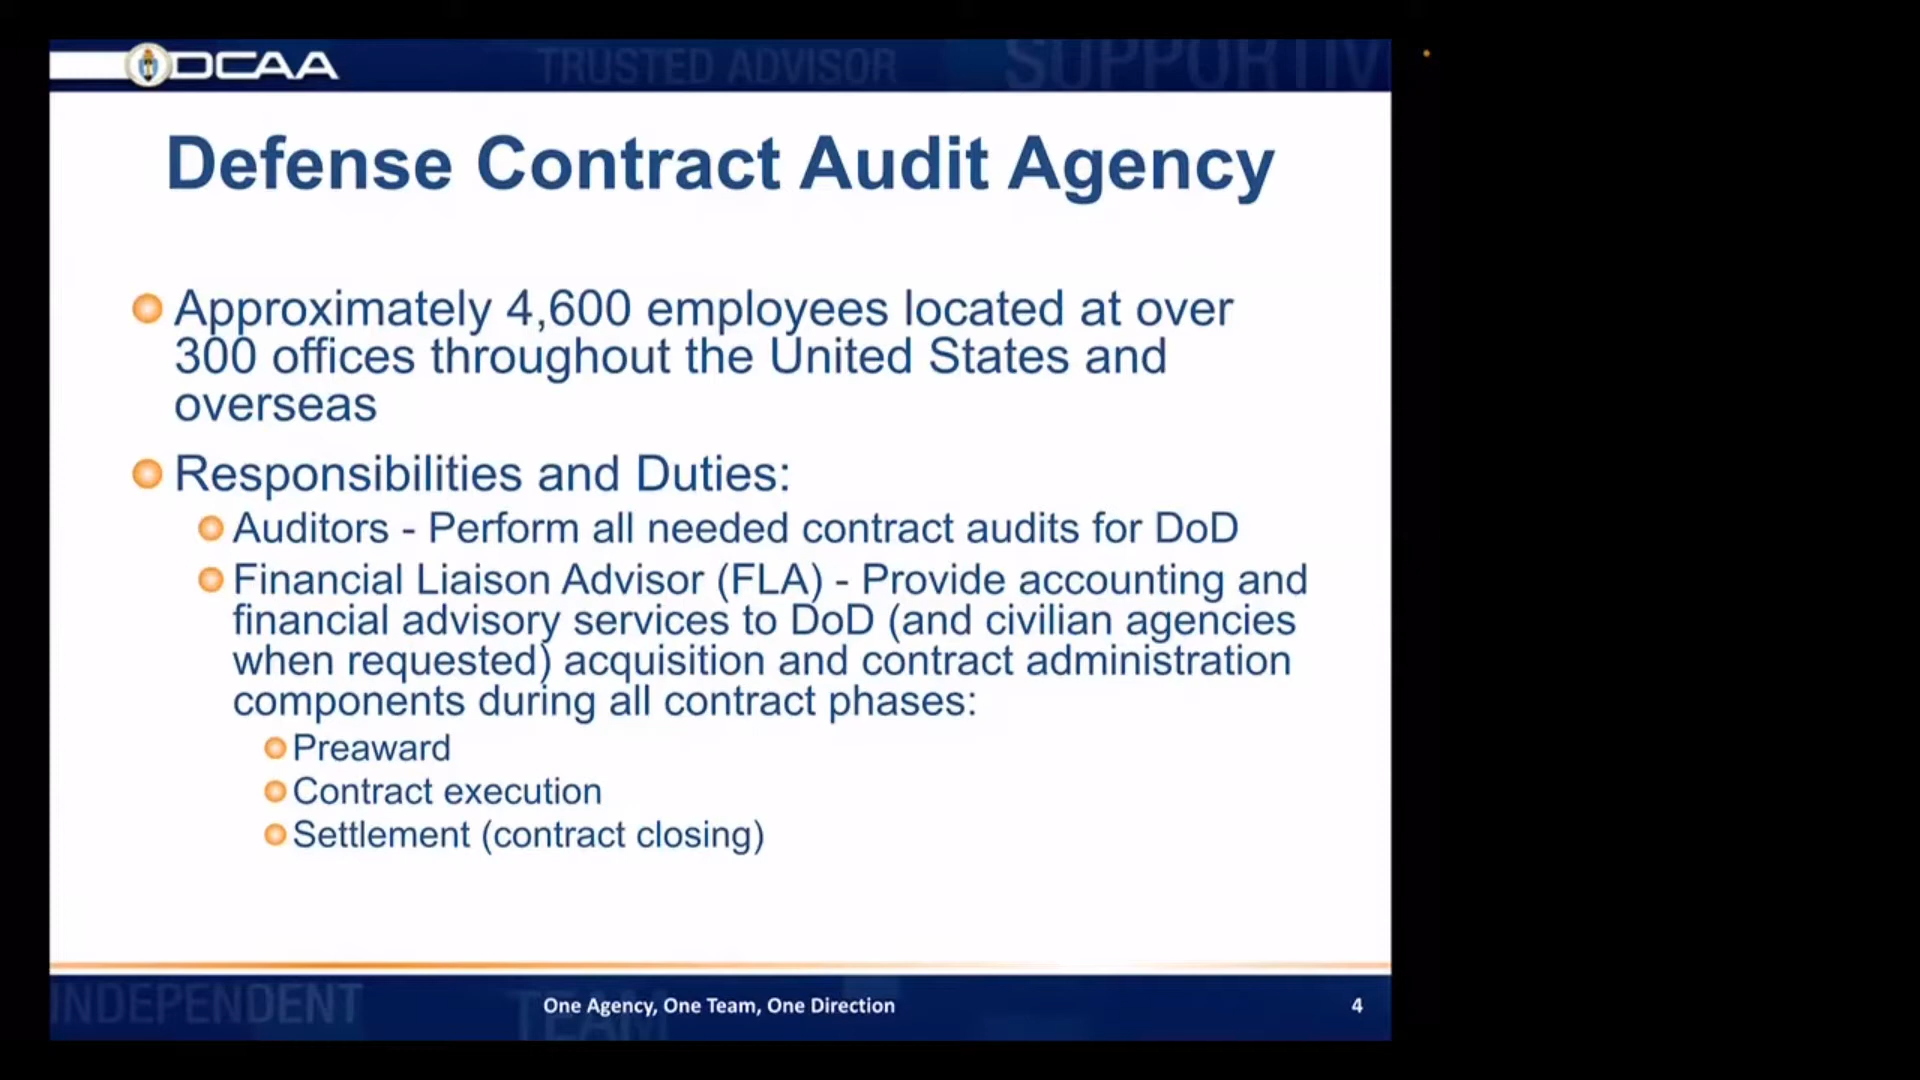 DCAA
TRUSTED ADVISOR
SUPPORTIV
Defense Contract Audit Agency
Approximately 4,600 employees located at over
300 offices throughout the United States and
overseas
Responsibilities and Duties:
Auditors - Perform all needed contract audits for DoD
Financial Liaison Advisor (FLA) - Provide accounting and
financial advisory services to DoD (and civilian agencies
when requested) acquisition and contract administration
components during all contract phases:
Preaward
Contract execution
Settlement (contract closing)
INDEPENDENT
TEAM
One Agency, One Team, One Direction
4